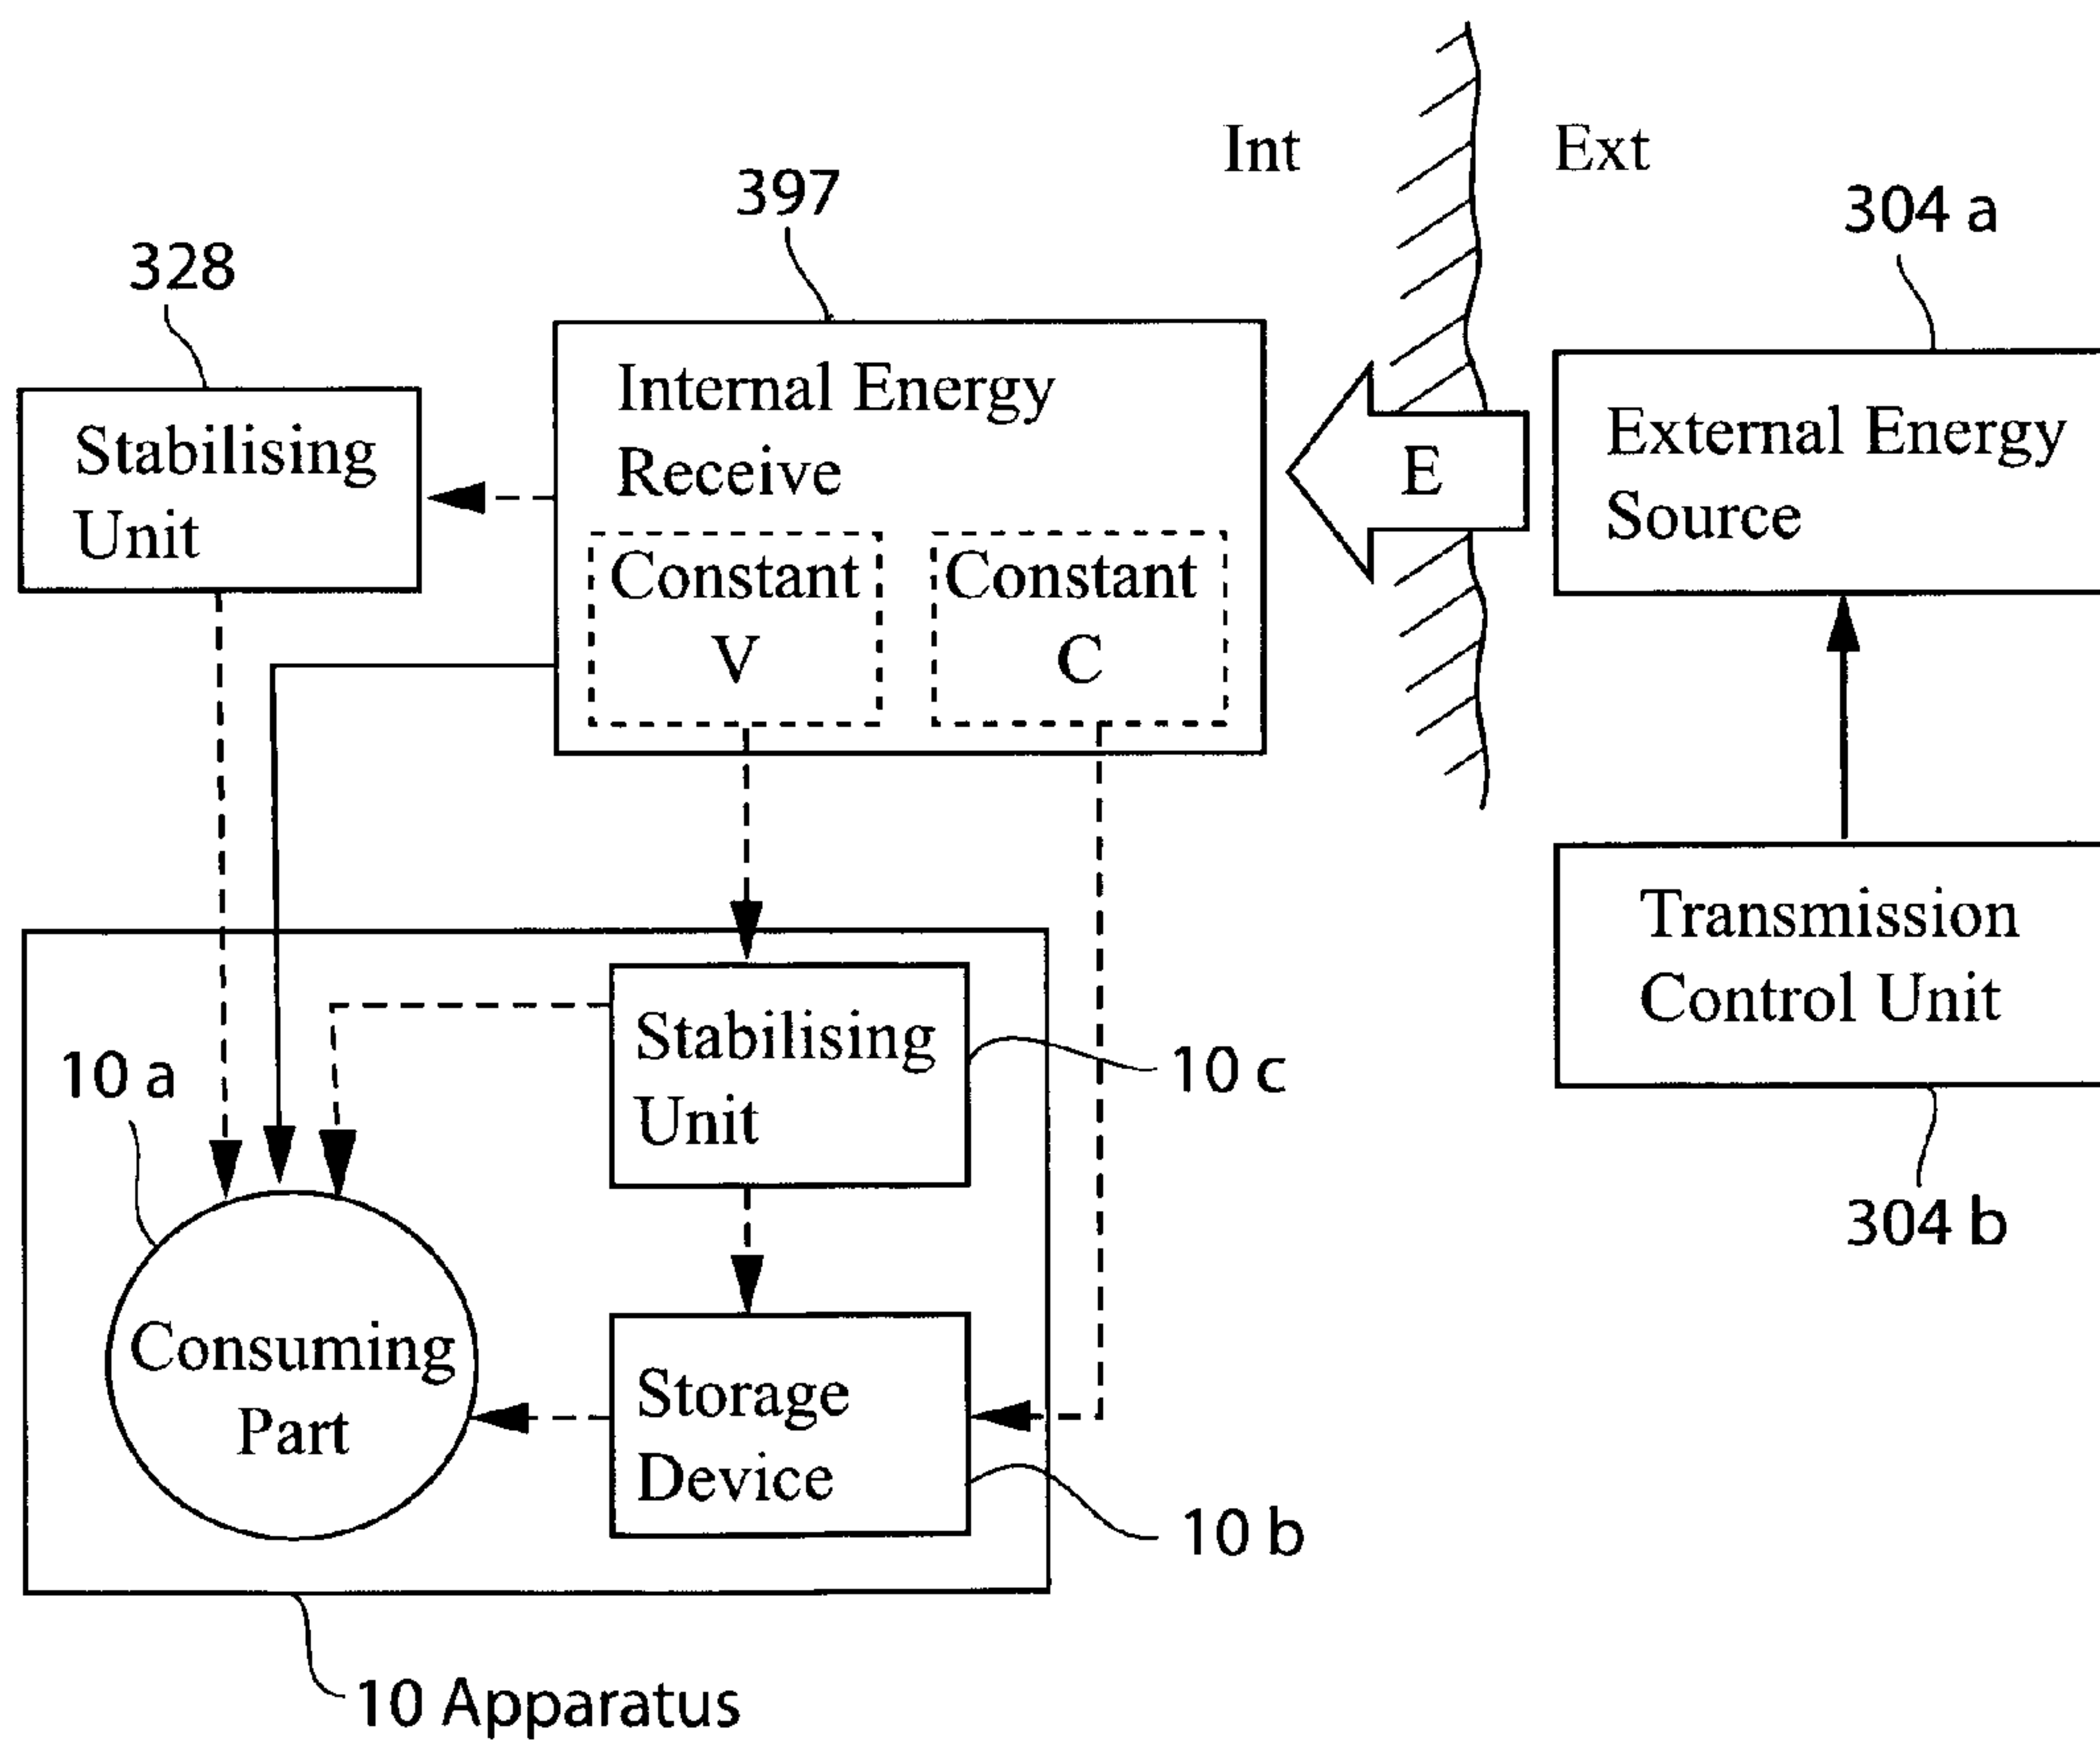 Int
Ext
397
304 a
328
Internal Energy
Receive
Stabilising
Unit
External Energy
Source
E
Constant
V
Constant
C
Transmission
Control Unit
Stabilising
Unit
10 c
10 a
304 b
Consuming
Part
Storage
Device
10 b
10 Apparatus